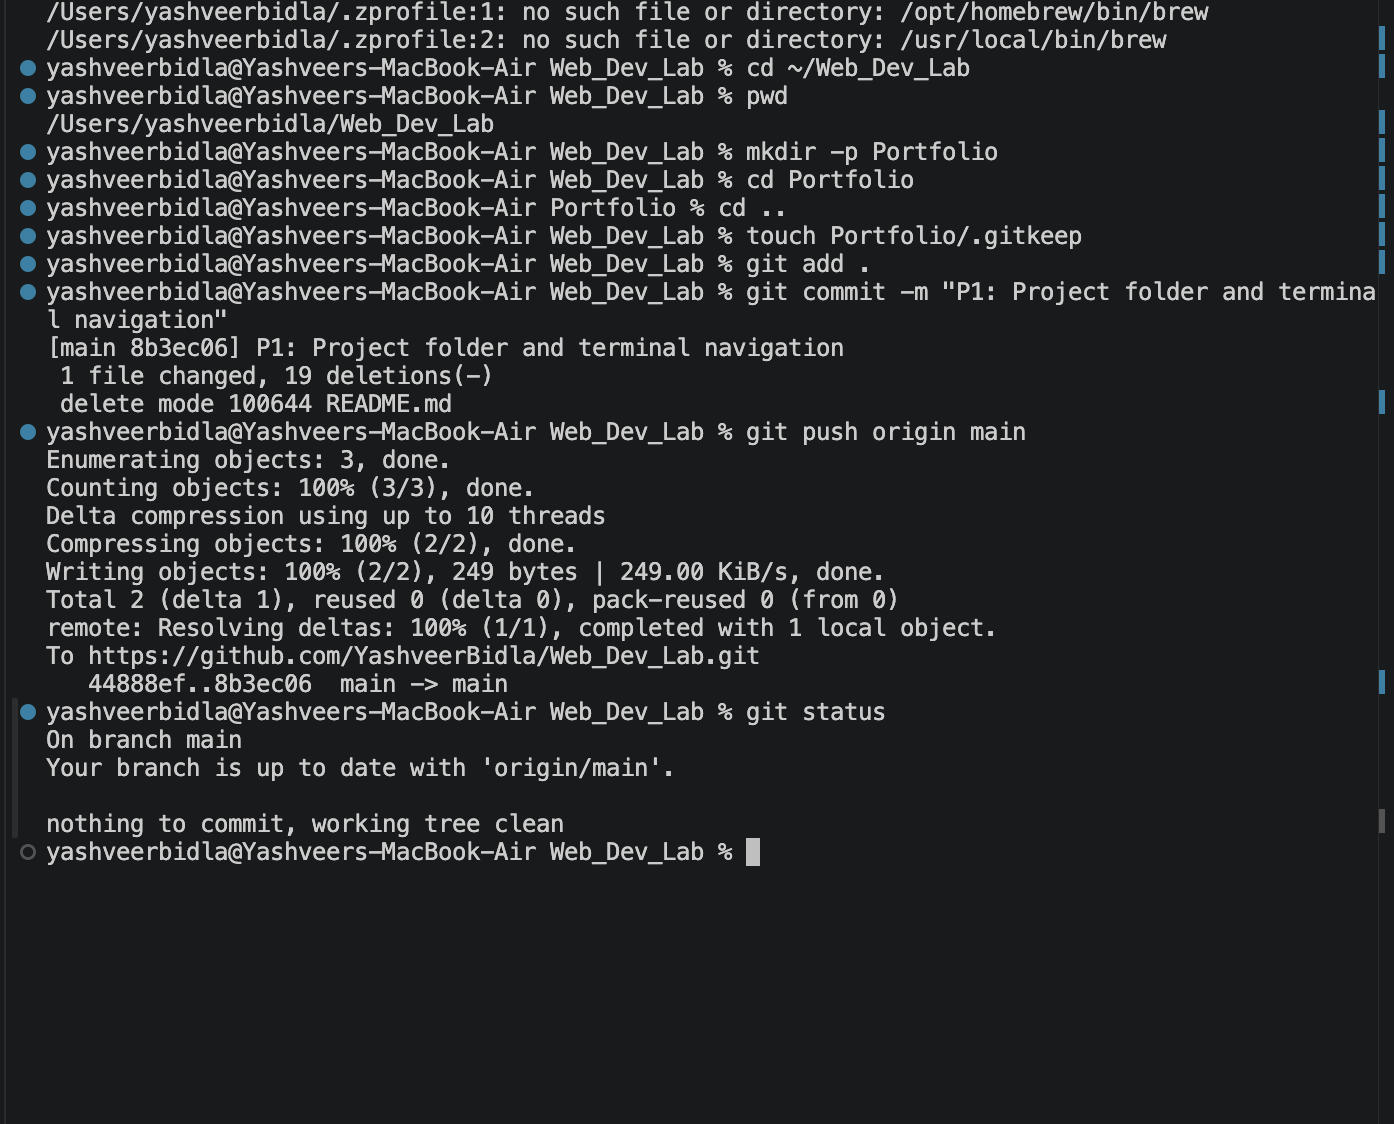 /Users/yashveerbidla/.zprofile:1: no such file or directory: /opt/homebrew/bin/brew
/Users/yashveerbidla/.zprofile:2: no such file or directory: /usr/local/bin/brew
yashveerbidla@Yashveers-MacBook-Air Web_Dev_Lab % cd ~/Web_Dev_Lab
yashveerbidla@Yashveers-MacBook-Air Web_Dev_Lab % pwd
/Users/yashveerbidla/Web_Dev_Lab
yashveerbidla@Yashveers-MacBook-Air Web_Dev_Lab % mkdir -p Portfolio
yashveerbidla@Yashveers-MacBook-Air Web_Dev_Lab % cd Portfolio
yashveerbidla@Yashveers-MacBook-Air Portfolio % cd ..
yashveerbidla@Yashveers-MacBook-Air Web_Dev_Lab % touch Portfolio/.gitkeep
yashveerbidla@Yashveers-MacBook-Air Web_Dev_Lab % git add .
yashveerbidla@Yashveers-MacBook-Air Web_Dev_Lab % git commit -m "P1: Project folder and termina
l navigation"
[main 8b3ec06] P1: Project folder and terminal navigation
 1 file changed, 19 deletions(-)
 delete mode 100644 README.md
yashveerbidla@Yashveers-MacBook-Air Web_Dev_Lab % git push origin main
Enumerating objects: 3, done.
Counting objects: 100% (3/3), done.
Delta compression using up to 10 threads
Compressing objects: 100% (2/2), done.
Writing objects: 100% (2/2), 249 bytes | 249.00 KiB/s, done.
Total 2 (delta 1), reused 0 (delta 0), pack-reused 0 (from 0)
remote: Resolving deltas: 100% (1/1), completed with 1 local object.
To https://github.com/YashveerBidla/Web_Dev_Lab.git
   44888ef..8b3ec06  main -> main
yashveerbidla@Yashveers-MacBook-Air Web_Dev_Lab % git status
On branch main
Your branch is up to date with 'origin/main'.
nothing to commit, working tree clean
yashveerbidla@Yashveers-MacBook-Air Web_Dev_Lab %